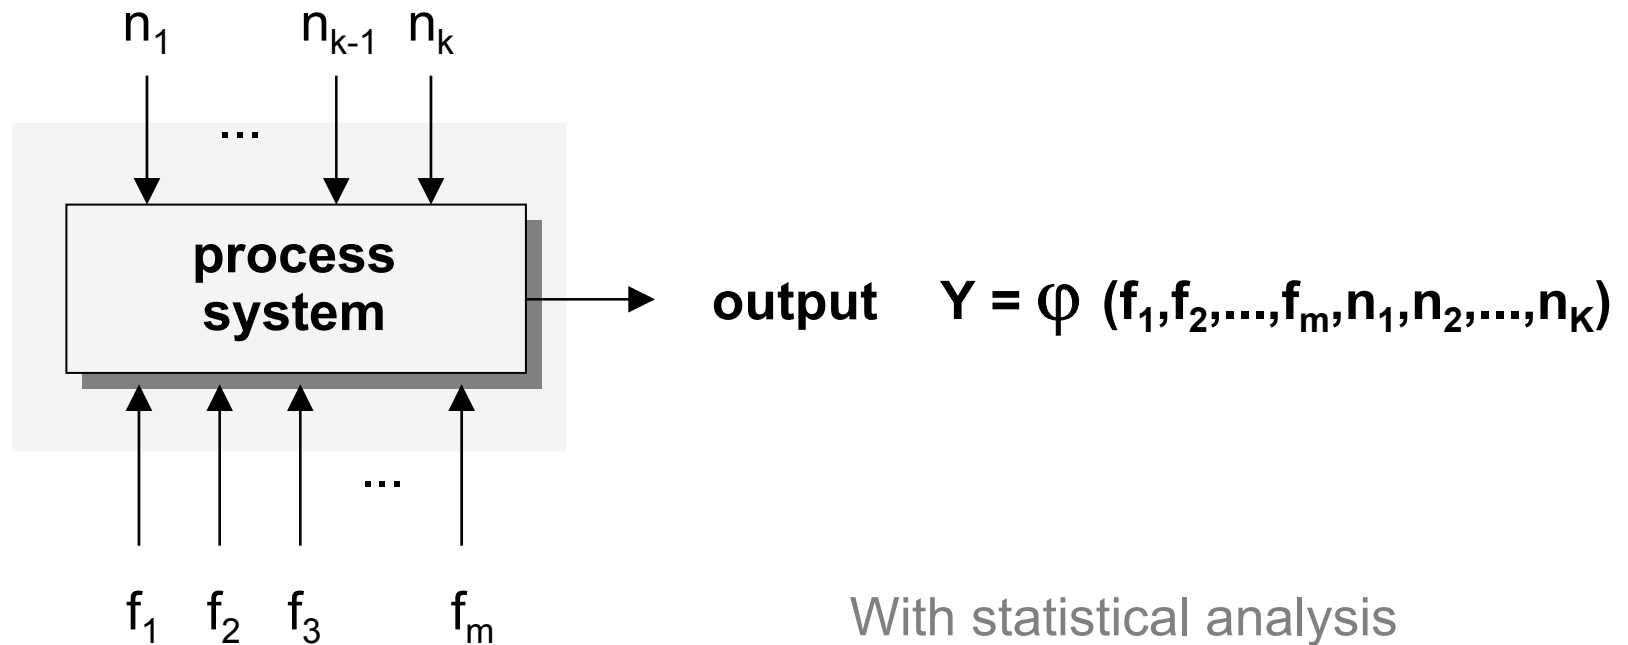 n₁ nₖ₋₁ nₖ
...
process
system
output Y = φ (f₁,f₂,...,fₘ,n₁,n₂,...,n_K)
...
f₁ f₂ f₃ fₘ
With statistical analysis